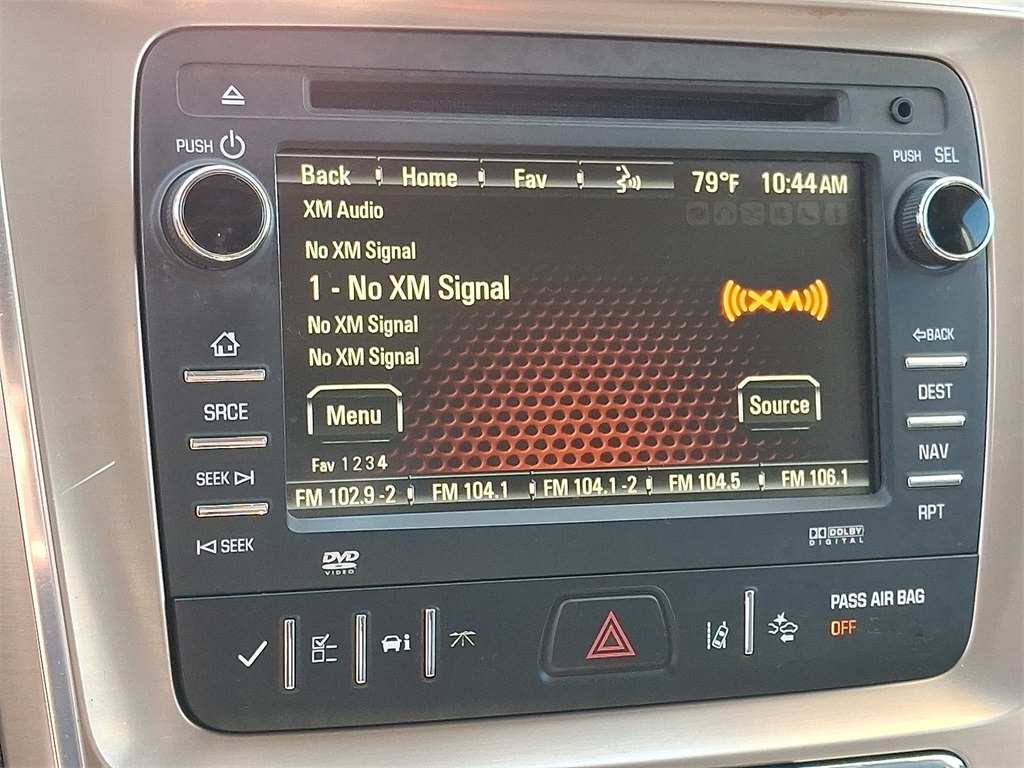 PUSH
PUSH SEL
Back Home Fav 79°F 10:44AM
XM Audio
No XM Signal
1 - No XM Signal
XM
No XM Signal
No XM Signal
Menu
Source
Fav 1 2 3 4
FM 102.9-2 FM 104.1 FM 104.1-2 FM 104.5 FM 106.1
SRCE
SEEK
SEEK
BACK
DEST
NAV
RPT
DVD
VIDEO
DOLBY
DIGITAL
PASS AIR BAG
OFF